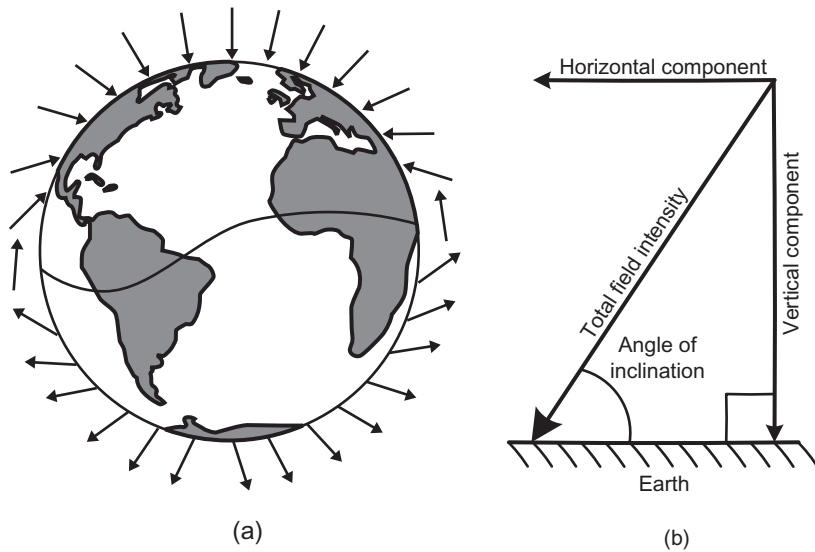 Horizontal component
Total field intensity
Vertical component
Angle of
inclination
Earth
(a)
(b)